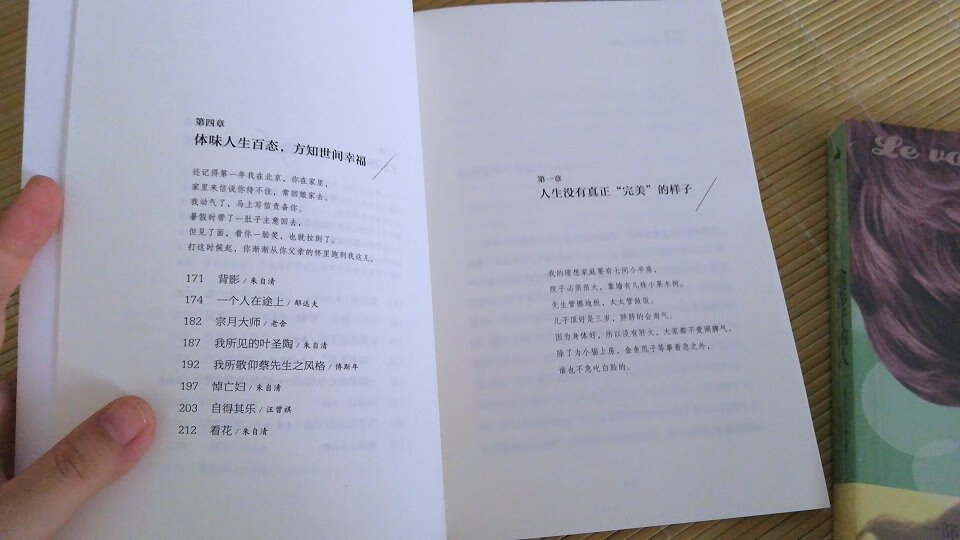 第四章
体味人生百态，方知世间幸福
还记得第一年我在北京，你在家里，
家里来信说你待不住，常回娘家去。
我动气了，马上写信责备你。
暑假时带了一肚子主意回去，
但见了面，看你一脸笑，也就拉倒了。
打这时候起，你渐渐从你父亲的怀里跑到我这儿。
171 背影 / 朱自清
174 一个人在途上 / 郁达夫
182 宗月大师 / 老舍
187 我所见的叶圣陶 / 朱自清
192 我所敬仰蔡先生之风格 / 傅斯年
197 悼亡妇 / 朱自清
203 自得其乐 / 汪曾祺
212 看花 / 朱自清
第一章
人生没有真正“完美”的样子
我的理想家庭要有七间小平房，
院子必须很大，靠墙有几株小果木树。
先生管擦地板，太太管做饭。
儿子顶好是三岁，胖胖的会淘气。
因为身体好，所以没有肝火，大家都不爱闹脾气。
除了为小猫上房，金鱼甩子等事着急之外，
谁也不急叱白脸的。
Le vo
一部